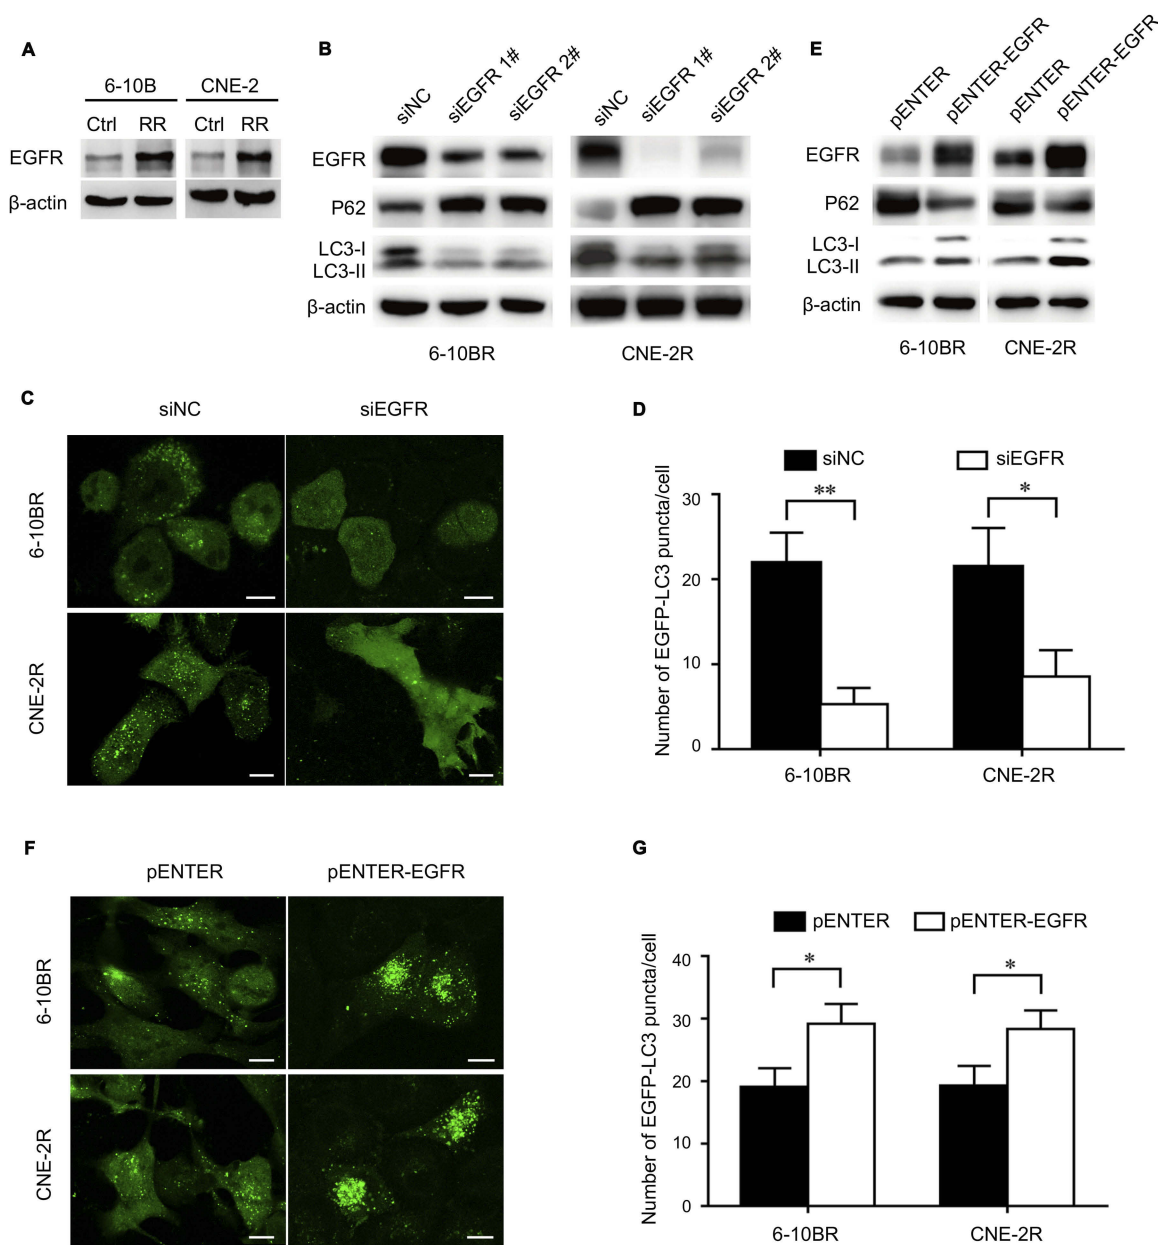 A
6-10B CNE-2
Ctrl RR Ctrl RR
EGFR
β-actin
B
siNC siEGFR 1# siEGFR 2# siNC siEGFR 1# siEGFR 2#
EGFR
P62
LC3-I
LC3-II
β-actin
6-10BR CNE-2R
E
pENTER pENTER-EGFR pENTER pENTER-EGFR
EGFR
P62
LC3-I
LC3-II
β-actin
6-10BR CNE-2R
C
siNC siEGFR
6-10BR
CNE-2R
D
siNC siEGFR
Number of EGFP-LC3 puncta/cell
30
20
10
0
** *
6-10BR CNE-2R
F
pENTER pENTER-EGFR
6-10BR
CNE-2R
G
pENTER pENTER-EGFR
Number of EGFP-LC3 puncta/cell
40
30
20
10
0
* *
6-10BR CNE-2R